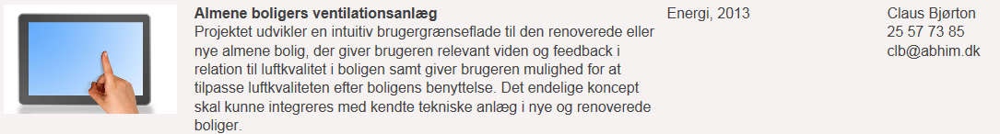 Almene boligers ventilationsanlæg
Projektet udvikler en intuitiv brugergrænseflade til den renoverede eller
nye almene bolig, der giver brugeren relevant viden og feedback i
relation til luftkvalitet i boligen samt giver brugeren mulighed for at
tilpasse luftkvaliteten efter boligens benyttelse. Det endelige koncept
skal kunne integreres med kendte tekniske anlæg i nye og renoverede
boliger.
Energi, 2013
Claus Bjørton
25 57 73 85
clb@abhim.dk